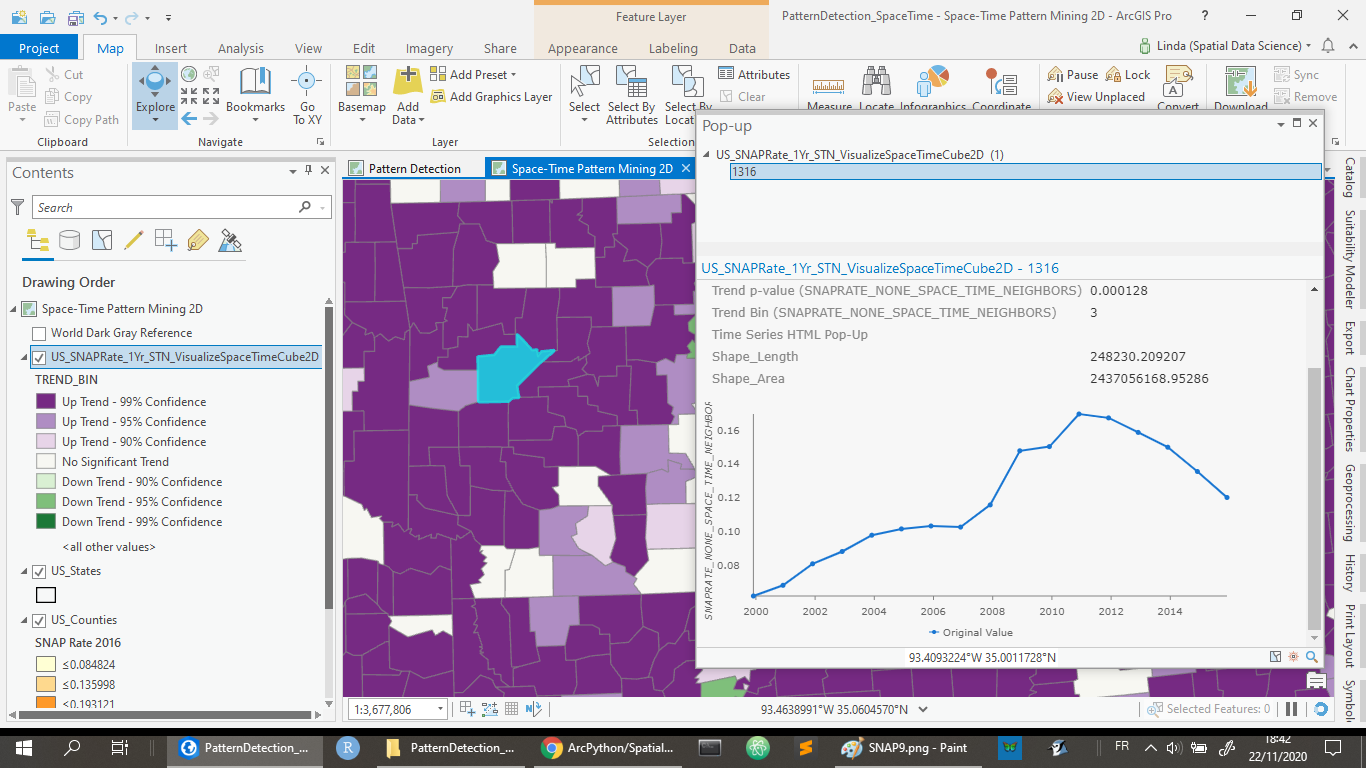 Feature Layer
PatternDetection_SpaceTime - Space-Time Pattern Mining 2D - ArcGIS Pro
?
Project Map Insert Analysis View Edit Imagery Share Appearance Labeling Data
Linda (Spatial Data Science)
Paste
Cut
Copy
Copy Path
Clipboard
Explore
Bookmarks
Go
To XY
Navigate
Basemap
Add
Data
Add Preset
Add Graphics Layer
Layer
Select
Select By
Attributes
Select By
Location
Attributes
Clear
Selection
Measure Locate Infographics Coordinate
Pause Lock
View Unplaced
Convert
Download
Sync
Remove
Contents
Search
Drawing Order
Space-Time Pattern Mining 2D
World Dark Gray Reference
US_SNAPRate_1Yr_STN_VisualizeSpaceTimeCube2D
TREND_BIN
Up Trend - 99% Confidence
Up Trend - 95% Confidence
Up Trend - 90% Confidence
No Significant Trend
Down Trend - 90% Confidence
Down Trend - 95% Confidence
Down Trend - 99% Confidence
<all other values>
US_States
US_Counties
SNAP Rate 2016
≤0.084824
≤0.135998
≤0.193121
Pattern Detection
Space-Time Pattern Mining 2D
Pop-up
US_SNAPRate_1Yr_STN_VisualizeSpaceTimeCube2D (1)
1316
US_SNAPRate_1Yr_STN_VisualizeSpaceTimeCube2D - 1316
Trend p-value (SNAPRATE_NONE_SPACE_TIME_NEIGHBORS) 0.000128
Trend Bin (SNAPRATE_NONE_SPACE_TIME_NEIGHBORS) 3
Time Series HTML Pop-Up
Shape_Length 248230.209207
Shape_Area 2437056168.95286
SNAPRATE_NONE_SPACE_TIME_NEIGHBOR
0.16
0.14
0.12
0.10
0.08
2000 2002 2004 2006 2008 2010 2012 2014
Original Value
93.4093224°W 35.0011728°N
Catalog
Suitability Modeler
Export
Chart Properties
Geoprocessing
History
Print Layout
Symbolo
1:3,677,806
93.4638991°W 35.0604570°N
Selected Features: 0
PatternDetection_...
R
PatternDetection_...
ArcPython/Spatial...
SNAP9.png - Paint
FR
18:42
22/11/2020